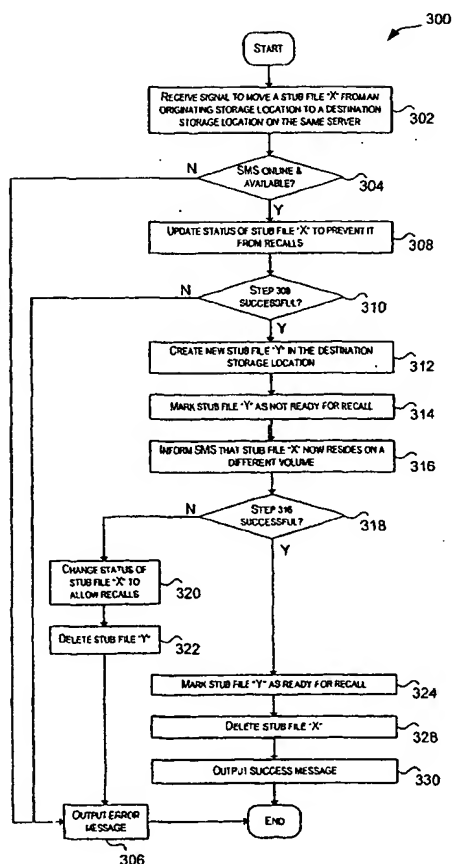 300
START
RECEIVE SIGNAL TO MOVE A STUB FILE "X" FROM AN
ORIGINATING STORAGE LOCATION TO A DESTINATION
STORAGE LOCATION ON THE SAME SERVER
302
N
SMS ONLINE &
AVAILABLE?
304
Y
UPDATE STATUS OF STUB FILE "X" TO PREVENT IT
FROM RECALLS
308
N
STEP 308
SUCCESSFUL?
310
Y
CREATE NEW STUB FILE "Y" IN THE DESTINATION
STORAGE LOCATION
312
MARK STUB FILE "Y" AS NOT READY FOR RECALL
314
INFORM SMS THAT STUB FILE "X" NOW RESIDES ON A
DIFFERENT VOLUME
316
N
STEP 316
SUCCESSFUL?
318
Y
CHANGE STATUS OF
STUB FILE "X" TO
ALLOW RECALLS
320
DELETE STUB FILE "Y"
322
MARK STUB FILE "Y" AS READY FOR RECALL
324
DELETE STUB FILE "X"
328
OUTPUT SUCCESS MESSAGE
330
OUTPUT ERROR
MESSAGE
306
END